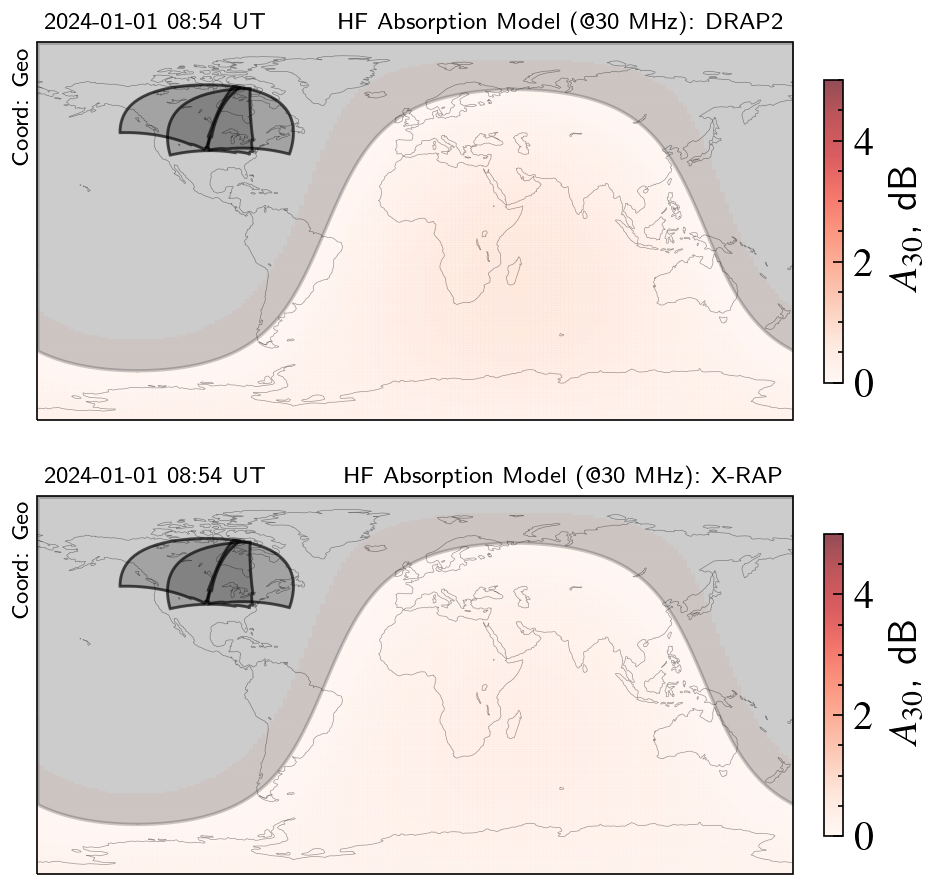 2024-01-01 08:54 UT HF Absorption Model (@30 MHz): DRAP2
Coord: Geo
4
2
0
A30, dB
2024-01-01 08:54 UT HF Absorption Model (@30 MHz): X-RAP
Coord: Geo
4
2
0
A30, dB